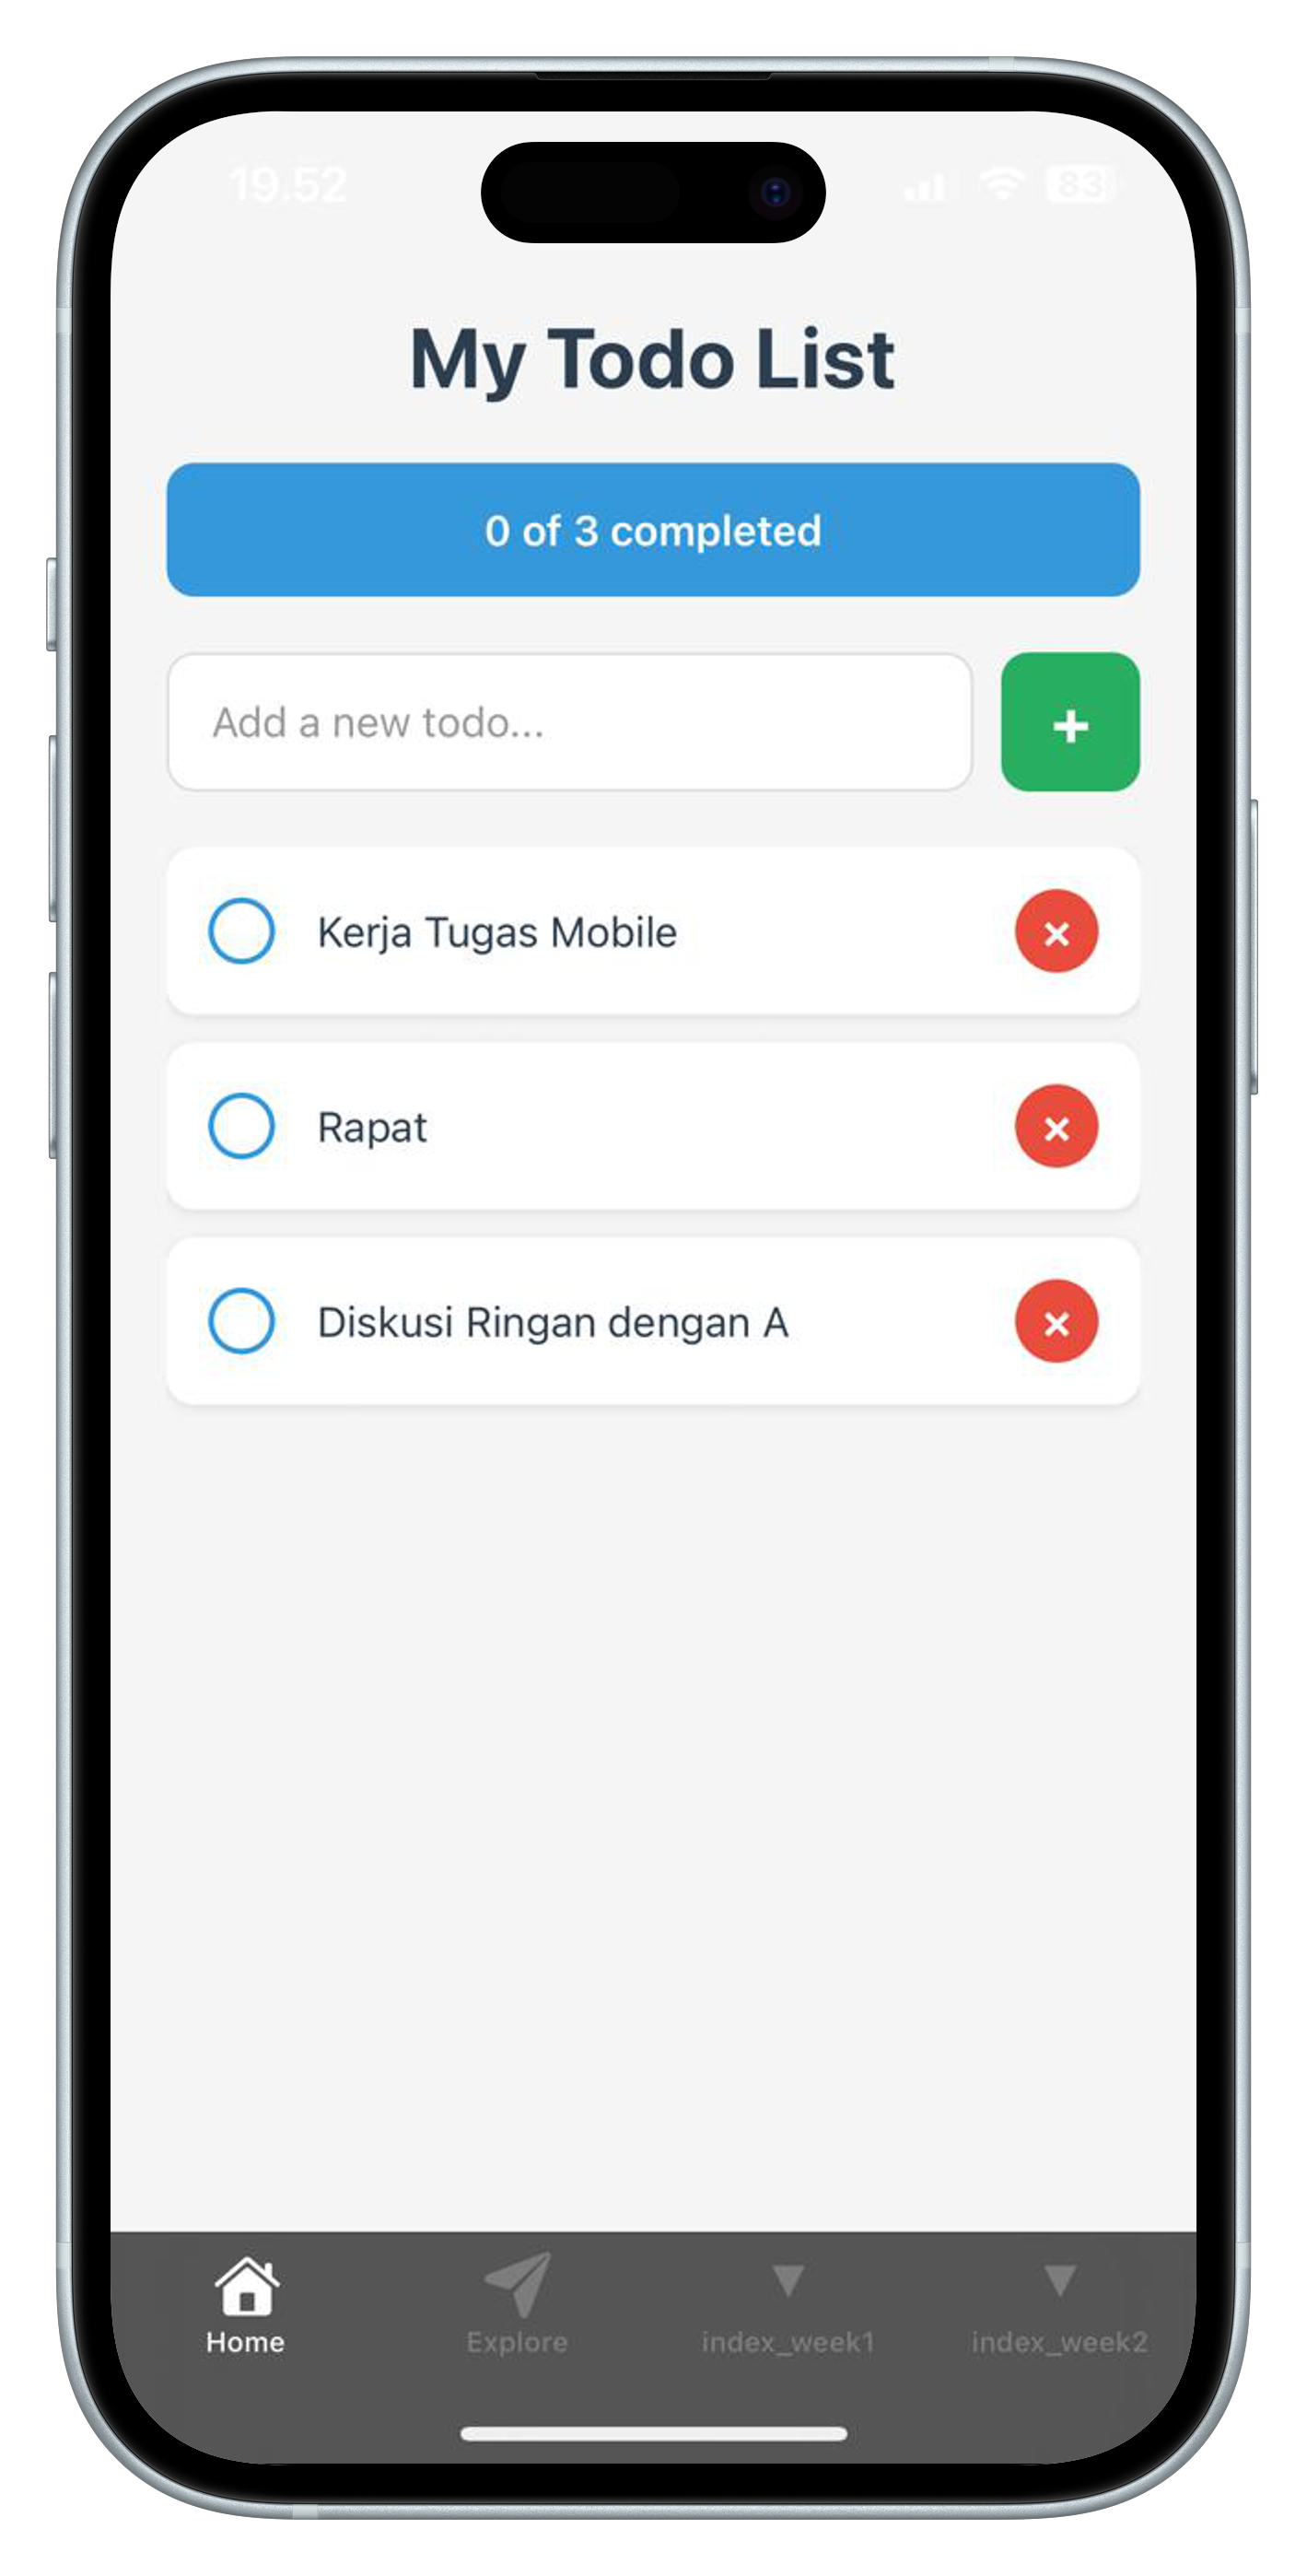 19.52
83
My Todo List
0 of 3 completed
Add a new todo...
+
Kerja Tugas Mobile
×
Rapat
×
Diskusi Ringan dengan A
×
Home
Explore
index_week1
index_week2